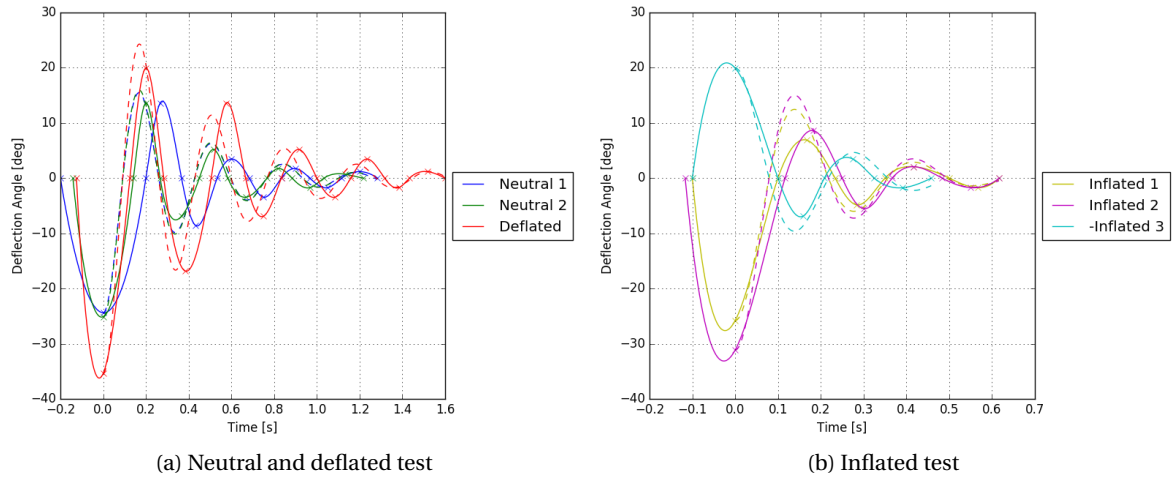 30
20
10
0
−10
−20
−30
−40
Deflection Angle [deg]
−0.2 0.0 0.2 0.4 0.6 0.8 1.0 1.2 1.4 1.6
Time [s]
Neutral 1
Neutral 2
Deflated
(a) Neutral and deflated test
30
20
10
0
−10
−20
−30
−40
Deflection Angle [deg]
−0.2 −0.1 0.0 0.1 0.2 0.3 0.4 0.5 0.6 0.7
Time [s]
Inflated 1
Inflated 2
-Inflated 3
(b) Inflated test